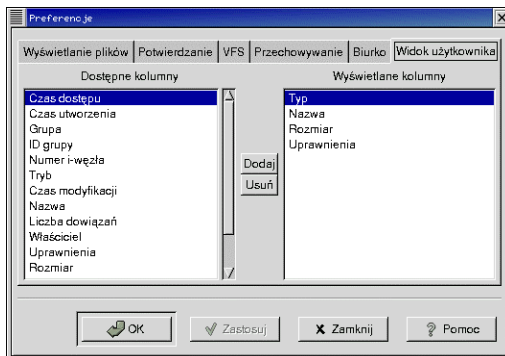 Preferencje
Wyświetlanie plików Potwierdzanie VFS Przechowywanie Biurko Widok użytkownika
Dostępne kolumny
Czas dostępu
Czas utworzenia
Grupa
ID grupy
Numer i-węzła
Tryb
Czas modyfikacji
Nazwa
Liczba dowiązań
Właściciel
Uprawnienia
Rozmiar
Dodaj
Usuń
Wyświetlane kolumny
Typ
Nazwa
Rozmiar
Uprawnienia
OK Zastosuj Zamknij Pomoc